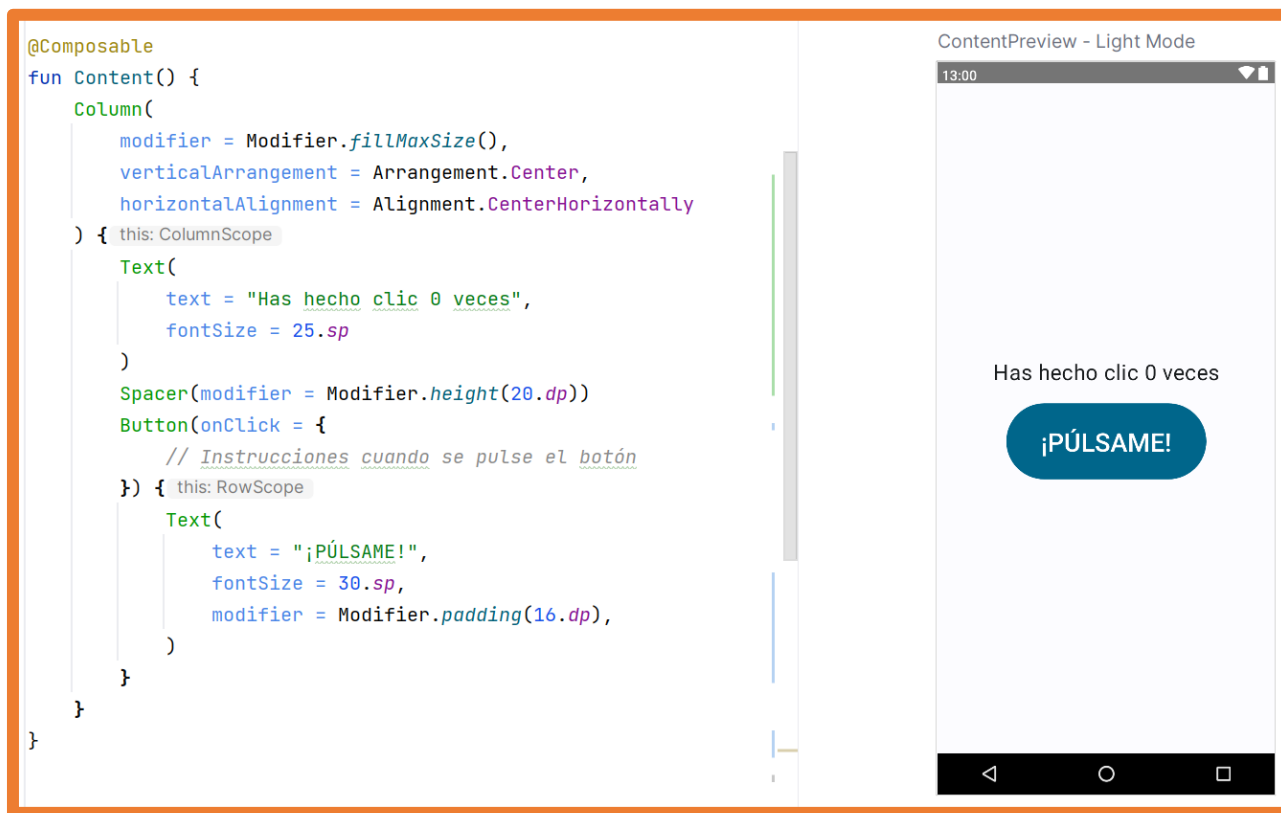 @Composable
fun Content() {
    Column(
        modifier = Modifier.fillMaxSize(),
        verticalArrangement = Arrangement.Center,
        horizontalAlignment = Alignment.CenterHorizontally
    ) { this: ColumnScope
        Text(
            text = "Has hecho clic 0 veces",
            fontSize = 25.sp
        )
        Spacer(modifier = Modifier.height(20.dp))
        Button(onClick = {
            // Instrucciones cuando se pulse el botón
        }) { this: RowScope
            Text(
                text = "¡PÚLSAME!",
                fontSize = 30.sp,
                modifier = Modifier.padding(16.dp),
            )
        }
    }
}
ContentPreview - Light Mode
13:00
Has hecho clic 0 veces
¡PÚLSAME!